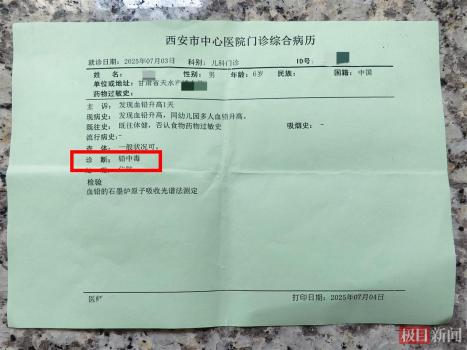 西安市中心医院门诊综合病历
就诊日期：2025年07月03日 科别：儿科门诊 ID号：
姓名： 性别：男 年龄：6岁 民族： 国籍：中国
单位或地址：甘肃省天水
药物过敏史：
主诉：发现血铅升高1天
现病史：发现血铅升高，同幼儿园多人血铅升高。
既往史：既往体健，否认食物药物过敏史 吸烟史：-
流行病史：-
查体：一般状况可。
诊断：铅中毒
检验
血铅的石墨炉原子吸收光谱法测定
医师 打印日期：2025年07月04日
极目新闻